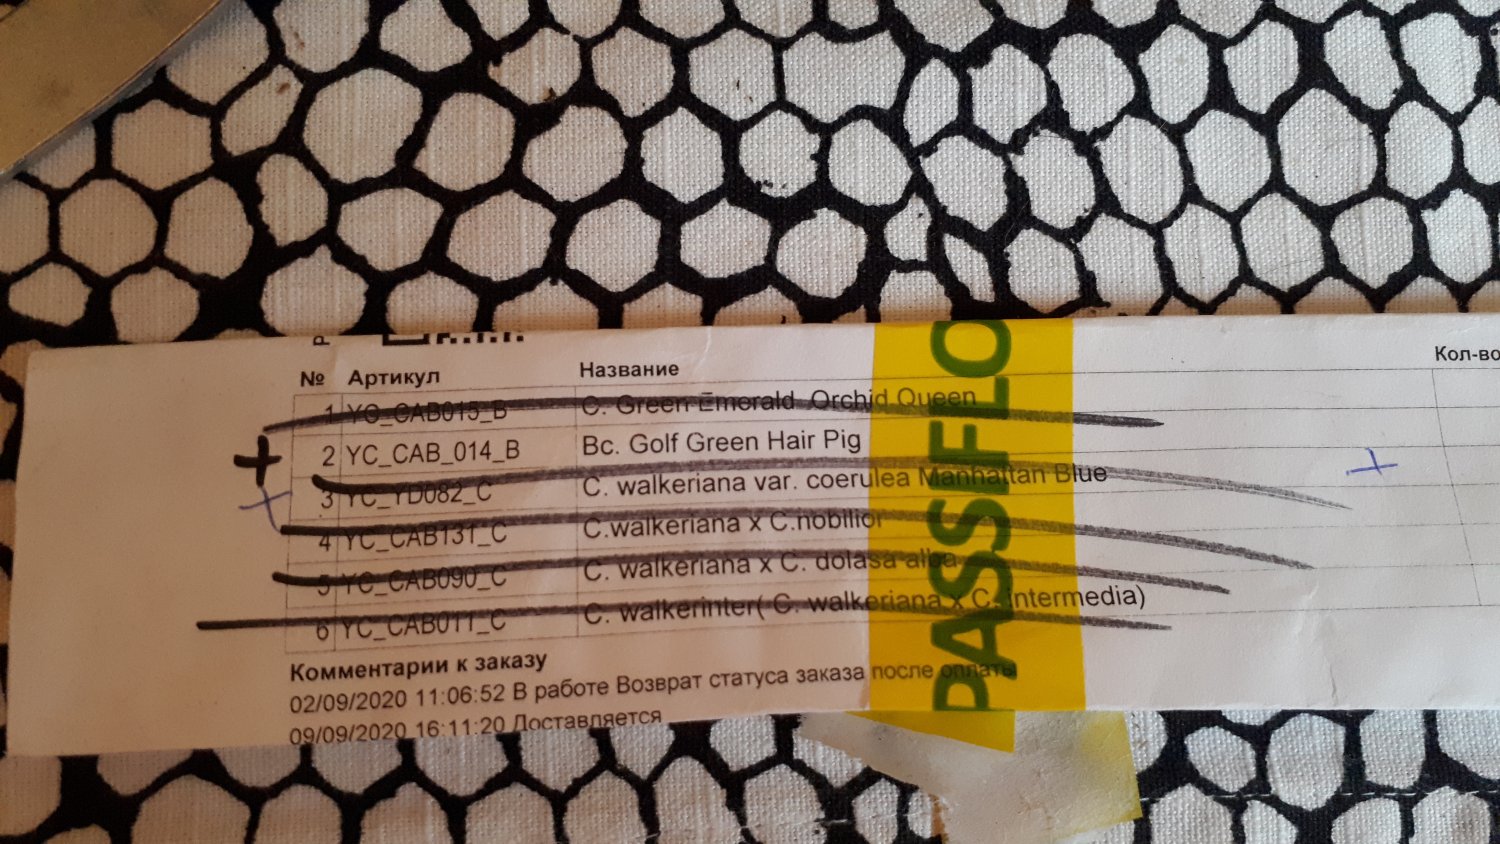 № Артикул Название Кол-во
1 YC_CAB015_B C. Green Emerald Orchid Queen
2 YC_CAB_014_B Bc. Golf Green Hair Pig
3 YC_YD082_C C. walkeriana var. coerulea Manhattan Blue
4 YC_CAB131_C C.walkeriana x C.nobilior
5 YC_CAB090_C C. walkeriana x C. dolasa alba
6 YC_CAB011_C C. walkerinter( C. walkeriana x C. intermedia)
Комментарии к заказу
02/09/2020 11:06:52 В работе Возврат статуса заказа после оплаты
09/09/2020 16:11:20 Доставляется
PASSFLO